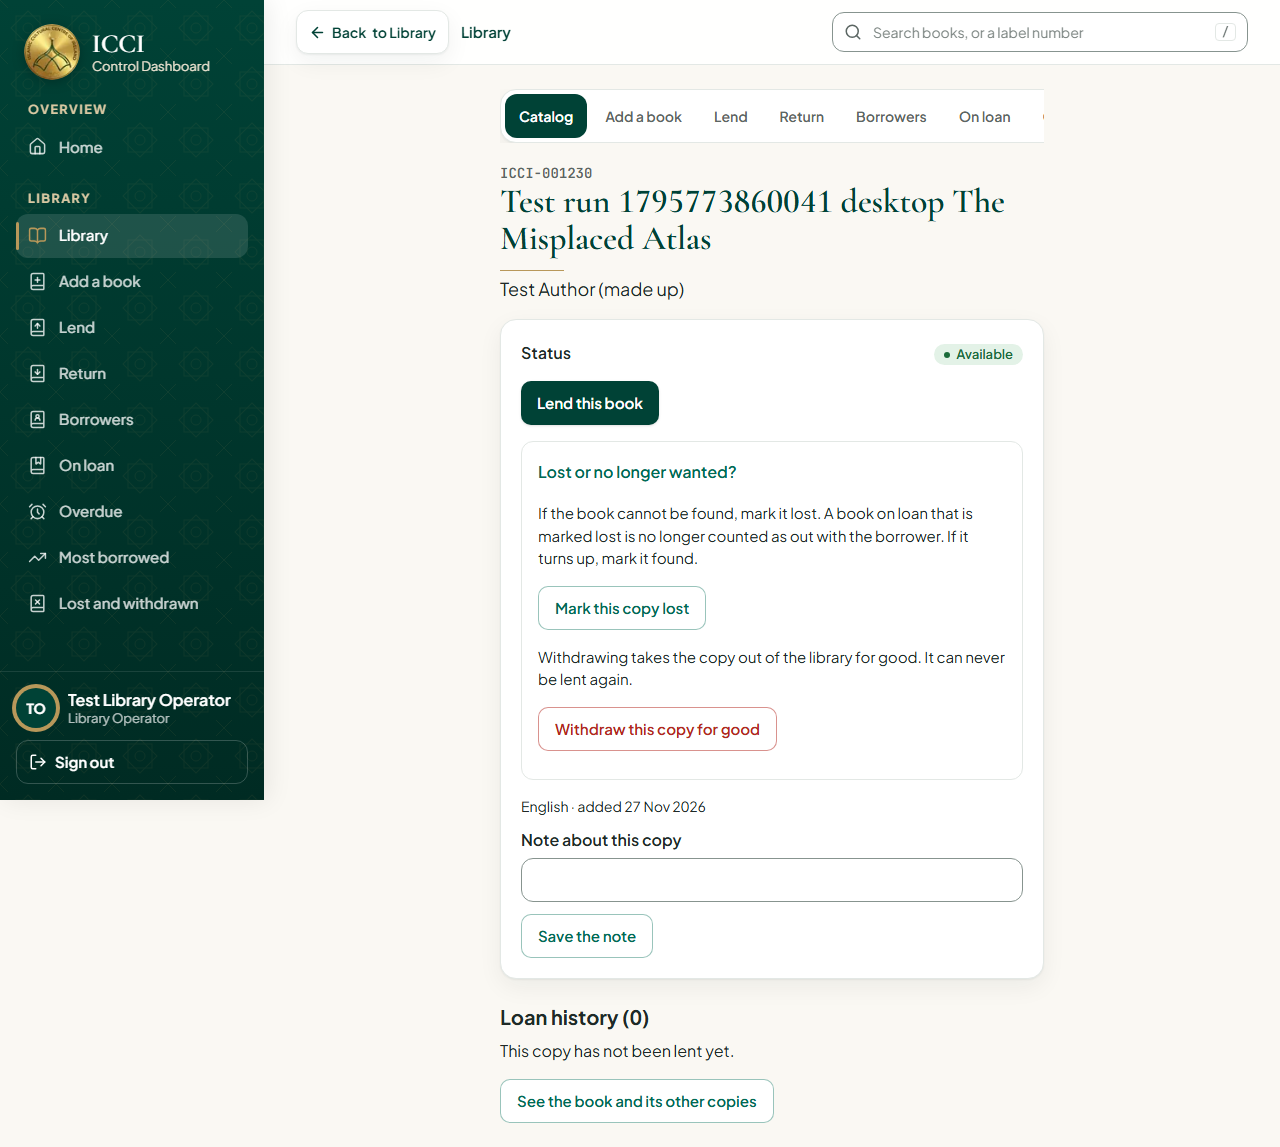 ICCI
Control Dashboard
OVERVIEW
Home
LIBRARY
Library
Add a book
Lend
Return
Borrowers
On loan
Overdue
Most borrowed
Lost and withdrawn
TO
Test Library Operator
Library Operator
Sign out
Back to Library
Library
Search books, or a label number
/
Catalog
Add a book
Lend
Return
Borrowers
On loan
ICCI-001230
Test run 1795773860041 desktop The
Misplaced Atlas
Test Author (made up)
Status
Available
Lend this book
Lost or no longer wanted?
If the book cannot be found, mark it lost. A book on loan that is
marked lost is no longer counted as out with the borrower. If it
turns up, mark it found.
Mark this copy lost
Withdrawing takes the copy out of the library for good. It can never
be lent again.
Withdraw this copy for good
English · added 27 Nov 2026
Note about this copy
Save the note
Loan history (0)
This copy has not been lent yet.
See the book and its other copies